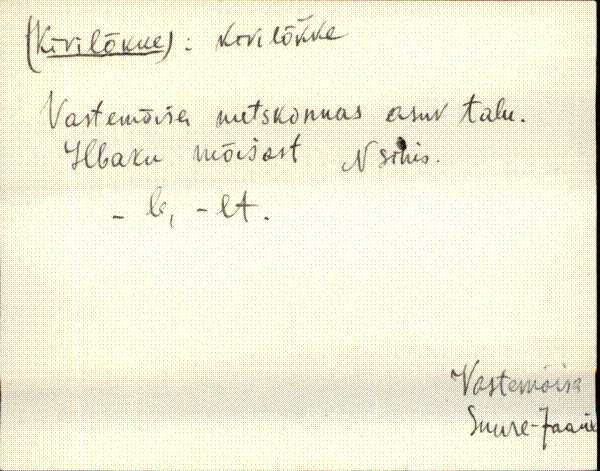 (Kivilõkke) : kivilõkke
Vastemõisa metskonnas asuv talu.
Ilbaku mõisast N sihis.
- le, - lt.
Vastemõisa
Suure-Jaani